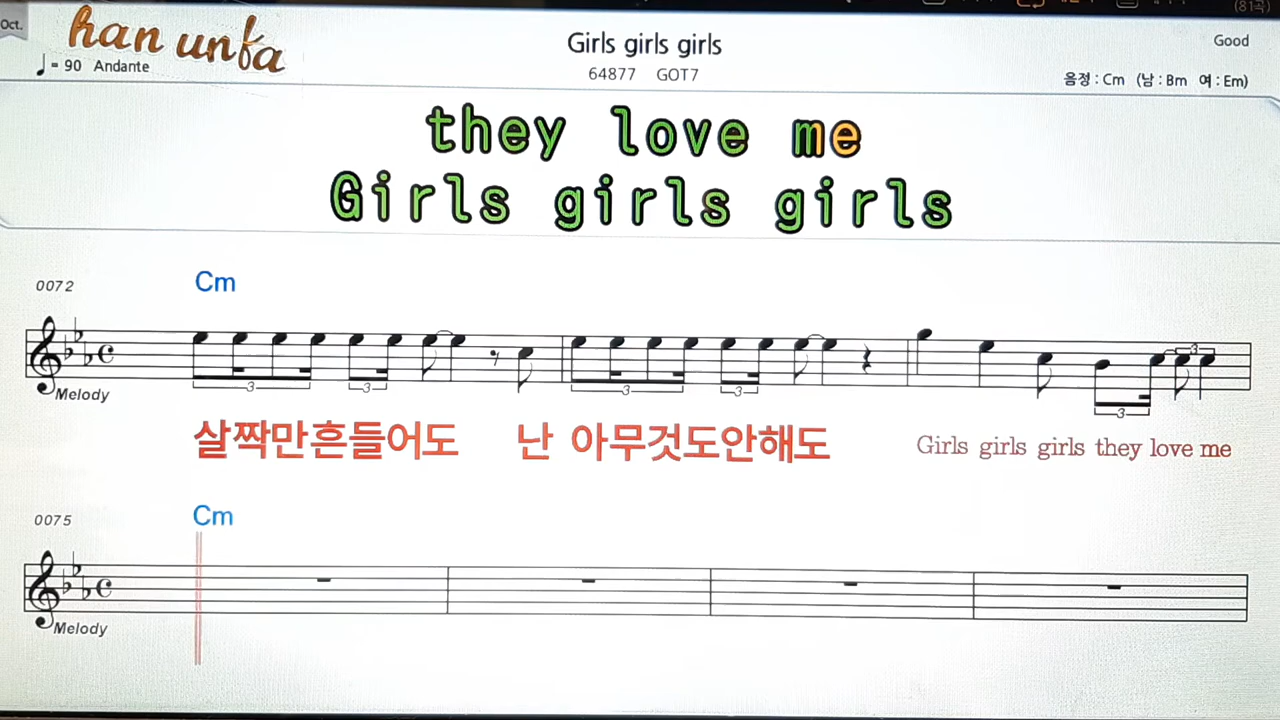 (81곡)
Oct.
han unfa
Girls girls girls
Good
♩= 90 Andante
64877 GOT7
음정 : Cm (남 : Bm 여 : Em)
they love me
Girls girls girls
0072
Cm
3 3 3 3 3 3
Melody
살짝만흔들어도 난 아무것도안해도 Girls girls girls they love me
0075
Cm
Melody